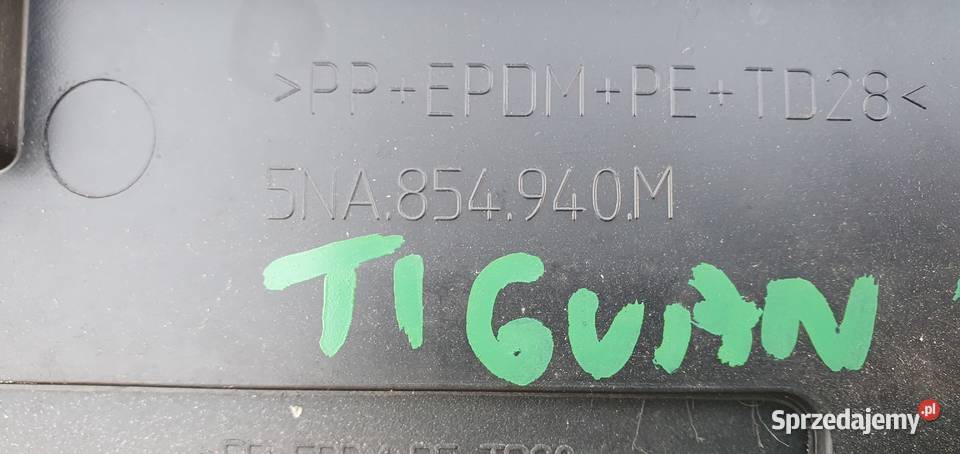 >PP+EPDM+PE+TD28<
5NA.854.940.M
TIGUAN
Sprzedajemy.pl